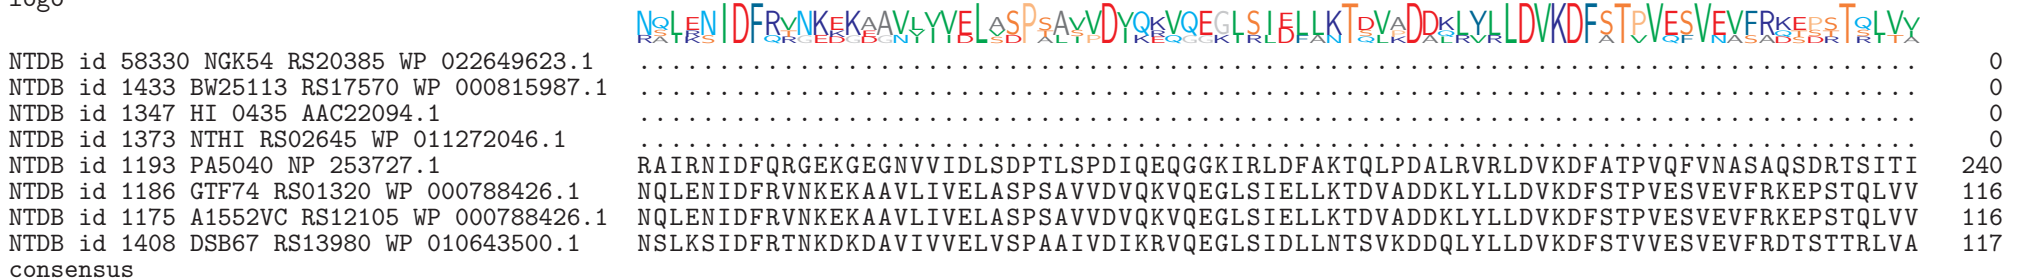 logo
NQLENIDFRVNKEKAAVLIVELASPSAVVDVQKVQEGLSIELLKTDVADDKLYLLDVKDFSTPVESVEVFRKEPSTQLVV
NTDB id 58330 NGK54 RS20385 WP 022649623.1 ................................................................................ 0
NTDB id 1433 BW25113 RS17570 WP 000815987.1 ................................................................................ 0
NTDB id 1347 HI 0435 AAC22094.1 ................................................................................ 0
NTDB id 1373 NTHI RS02645 WP 011272046.1 ................................................................................ 0
NTDB id 1193 PA5040 NP 253727.1 RAIRNIDFQRGEKGEGNVVIDLSDPTLSPDIQEQGGKIRLDFAKTQLPDALRVRLDVKDFATPVQFVNASAQSDRTSITI 240
NTDB id 1186 GTF74 RS01320 WP 000788426.1 NQLENIDFRVNKEKAAVLIVELASPSAVVDVQKVQEGLSIELLKTDVADDKLYLLDVKDFSTPVESVEVFRKEPSTQLVV 116
NTDB id 1175 A1552VC RS12105 WP 000788426.1 NQLENIDFRVNKEKAAVLIVELASPSAVVDVQKVQEGLSIELLKTDVADDKLYLLDVKDFSTPVESVEVFRKEPSTQLVV 116
NTDB id 1408 DSB67 RS13980 WP 010643500.1 NSLKSIDFRTNKDKDAVIVVELVSPAAIVDIKRVQEGLSIDLLNTSVKDDQLYLLDVKDFSTVVESVEVFRDTSTTRLVA 117
consensus